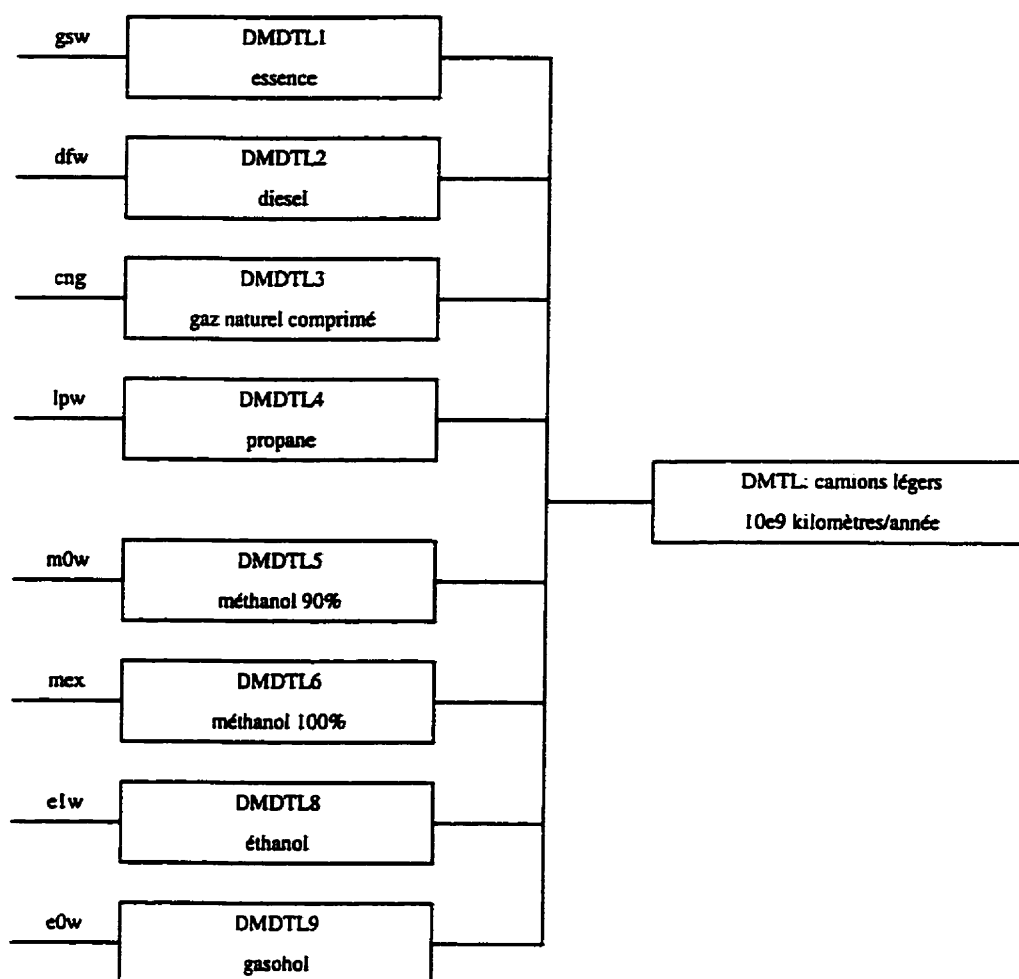 gsw
DMDTL1
essence
dfw
DMDTL2
diesel
cng
DMDTL3
gaz naturel comprimé
lpw
DMDTL4
propane
DMTL: camions légers
10e9 kilomètres/année
m0w
DMDTL5
méthanol 90%
mex
DMDTL6
méthanol 100%
e1w
DMDTL8
éthanol
e0w
DMDTL9
gasohol